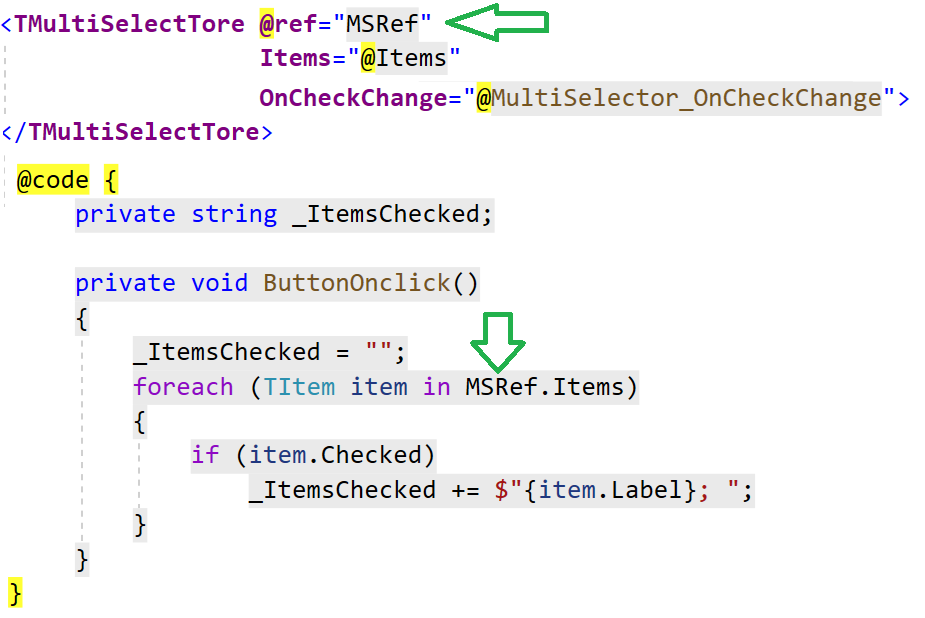 <TMultiSelectTore @ref="MSRef"
Items="@Items"
OnCheckChange="@MultiSelector_OnCheckChange">
</TMultiSelectTore>
@code {
private string _ItemsChecked;
private void ButtonOnclick()
{
_ItemsChecked = "";
foreach (TItem item in MSRef.Items)
{
if (item.Checked)
_ItemsChecked += $"{item.Label}; ";
}
}
}